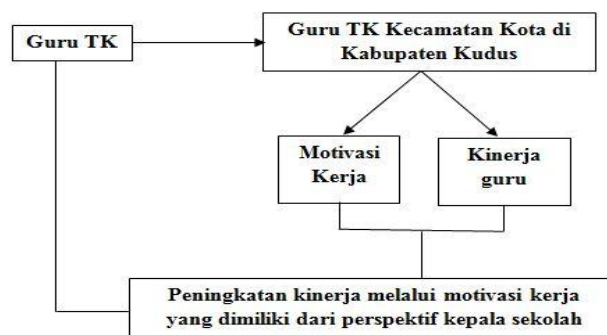 Guru TK
Guru TK Kecamatan Kota di
Kabupaten Kudus
Motivasi
Kerja
Kinerja
guru
Peningkatan kinerja melalui motivasi kerja
yang dimiliki dari perspektif kepala sekolah